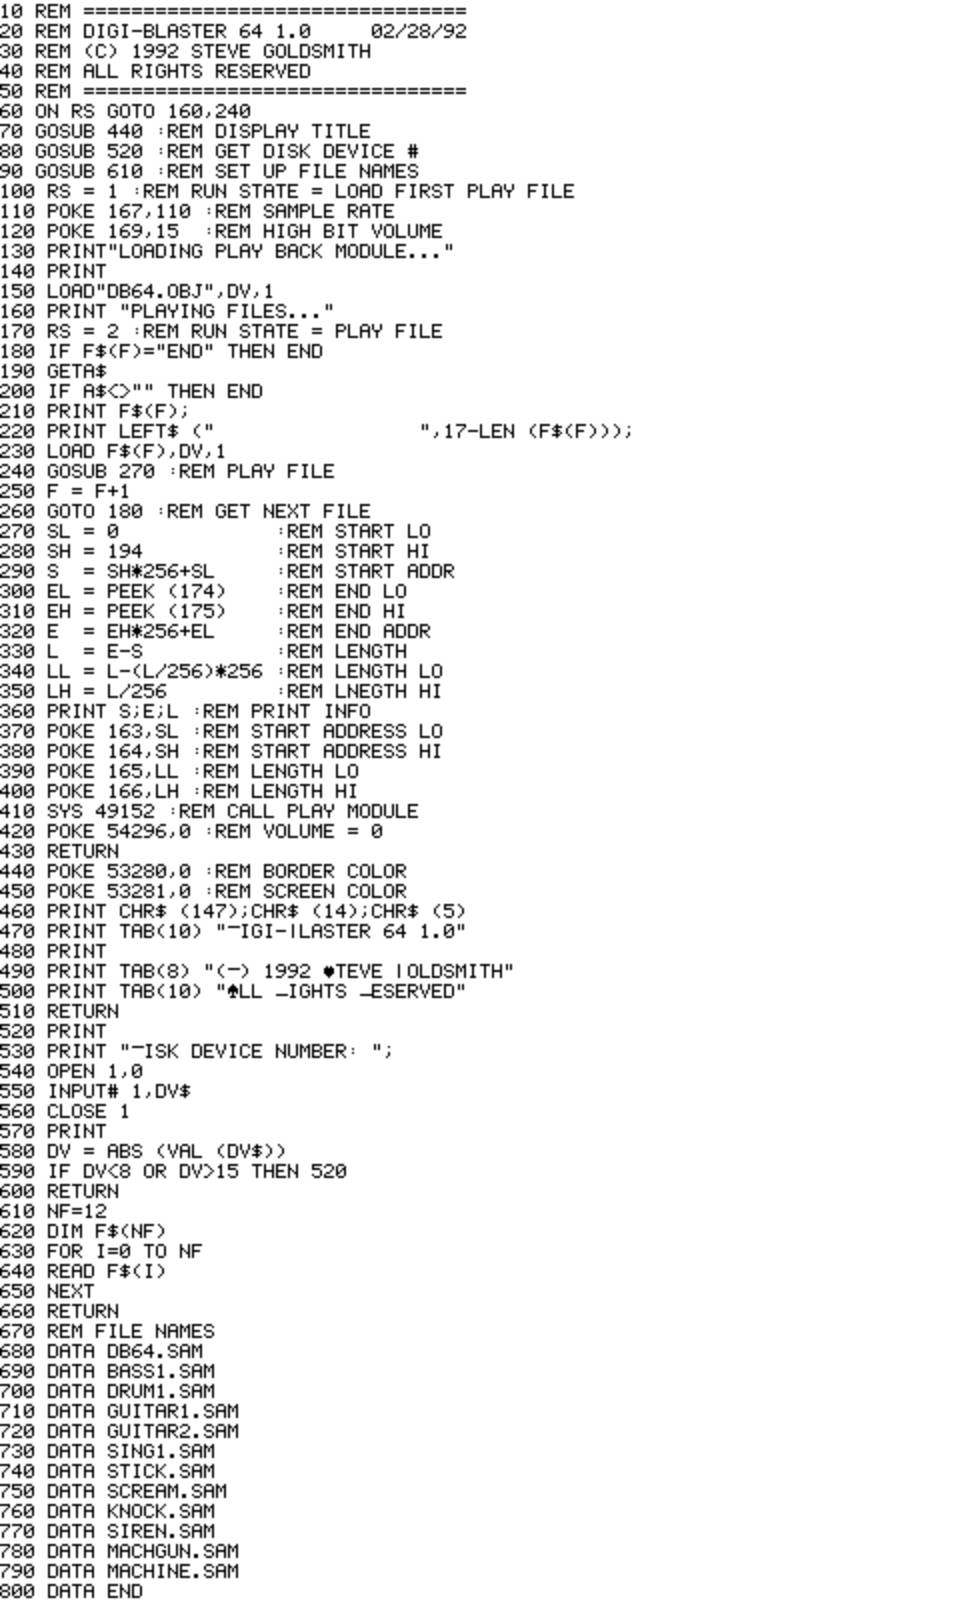 10 REM ================================
20 REM DIGI-BLASTER 64 1.0     02/28/92
30 REM (C) 1992 STEVE GOLDSMITH
40 REM ALL RIGHTS RESERVED
50 REM ================================
60 ON RS GOTO 160,240
70 GOSUB 440 :REM DISPLAY TITLE
80 GOSUB 520 :REM GET DISK DEVICE #
90 GOSUB 610 :REM SET UP FILE NAMES
100 RS = 1 :REM RUN STATE = LOAD FIRST PLAY FILE
110 POKE 167,110 :REM SAMPLE RATE
120 POKE 169,15  :REM HIGH BIT VOLUME
130 PRINT"LOADING PLAY BACK MODULE..."
140 PRINT
150 LOAD"DB64.OBJ",DV,1
160 PRINT "PLAYING FILES..."
170 RS = 2 :REM RUN STATE = PLAY FILE
180 IF F$(F)="END" THEN END
190 GETA$
200 IF A$<>"" THEN END
210 PRINT F$(F);
220 PRINT LEFT$ ("                 ",17-LEN (F$(F)));
230 LOAD F$(F),DV,1
240 GOSUB 270 :REM PLAY FILE
250 F = F+1
260 GOTO 180 :REM GET NEXT FILE
270 SL = 0             :REM START LO
280 SH = 194           :REM START HI
290 S  = SH*256+SL     :REM START ADDR
300 EL = PEEK (174)    :REM END LO
310 EH = PEEK (175)    :REM END HI
320 E  = EH*256+EL     :REM END ADDR
330 L  = E-S           :REM LENGTH
340 LL = L-(L/256)*256 :REM LENGTH LO
350 LH = L/256         :REM LNEGTH HI
360 PRINT S;E;L :REM PRINT INFO
370 POKE 163,SL :REM START ADDRESS LO
380 POKE 164,SH :REM START ADDRESS HI
390 POKE 165,LL :REM LENGTH LO
400 POKE 166,LH :REM LENGTH HI
410 SYS 49152 :REM CALL PLAY MODULE
420 POKE 54296,0 :REM VOLUME = 0
430 RETURN
440 POKE 53280,0 :REM BORDER COLOR
450 POKE 53281,0 :REM SCREEN COLOR
460 PRINT CHR$ (147);CHR$ (14);CHR$ (5)
470 PRINT TAB(10) "─IGI-│LASTER 64 1.0"
480 PRINT
490 PRINT TAB(8) "(─) 1992 ♥TEVE │OLDSMITH"
500 PRINT TAB(10) "♠LL _IGHTS _ESERVED"
510 RETURN
520 PRINT
530 PRINT "─ISK DEVICE NUMBER: ";
540 OPEN 1,0
550 INPUT# 1,DV$
560 CLOSE 1
570 PRINT
580 DV = ABS (VAL (DV$))
590 IF DV<8 OR DV>15 THEN 520
600 RETURN
610 NF=12
620 DIM F$(NF)
630 FOR I=0 TO NF
640 READ F$(I)
650 NEXT
660 RETURN
670 REM FILE NAMES
680 DATA DB64.SAM
690 DATA BASS1.SAM
700 DATA DRUM1.SAM
710 DATA GUITAR1.SAM
720 DATA GUITAR2.SAM
730 DATA SING1.SAM
740 DATA STICK.SAM
750 DATA SCREAM.SAM
760 DATA KNOCK.SAM
770 DATA SIREN.SAM
780 DATA MACHGUN.SAM
790 DATA MACHINE.SAM
800 DATA END